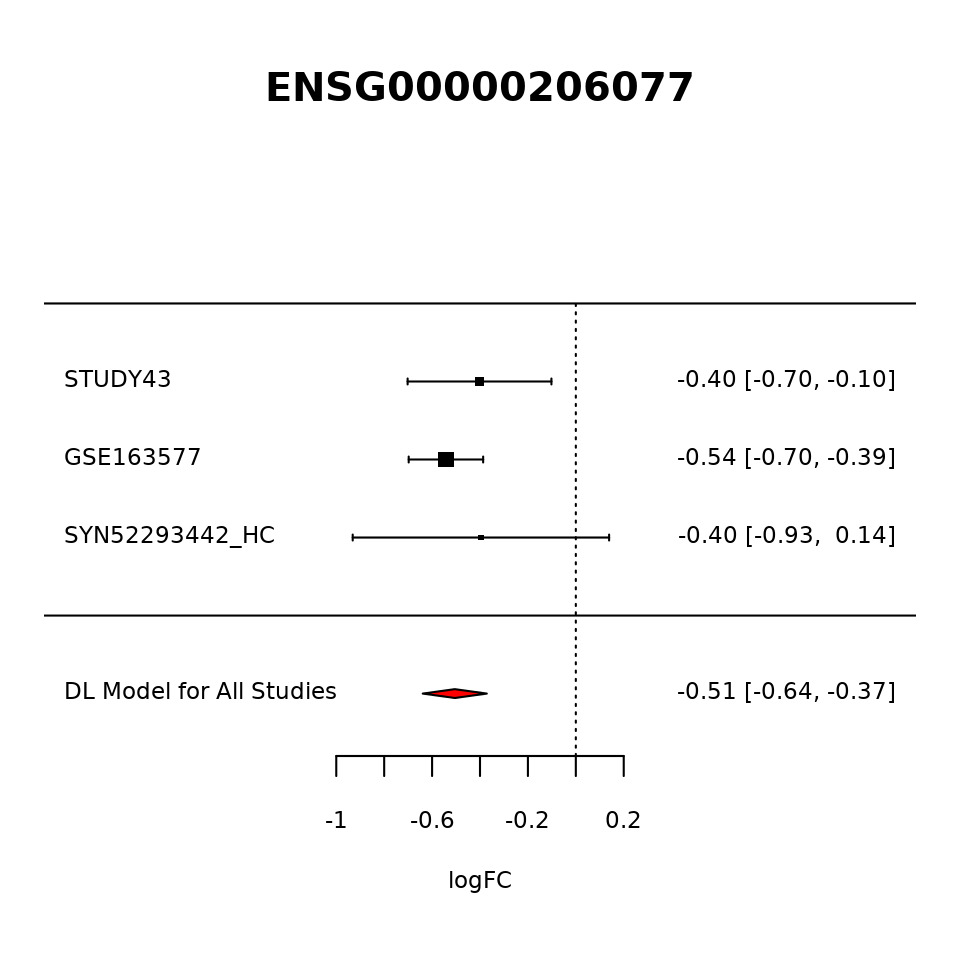 ENSG00000206077
STUDY43 -0.40 [-0.70, -0.10]
GSE163577 -0.54 [-0.70, -0.39]
SYN52293442_HC -0.40 [-0.93, 0.14]
DL Model for All Studies -0.51 [-0.64, -0.37]
-1 -0.6 -0.2 0.2
logFC